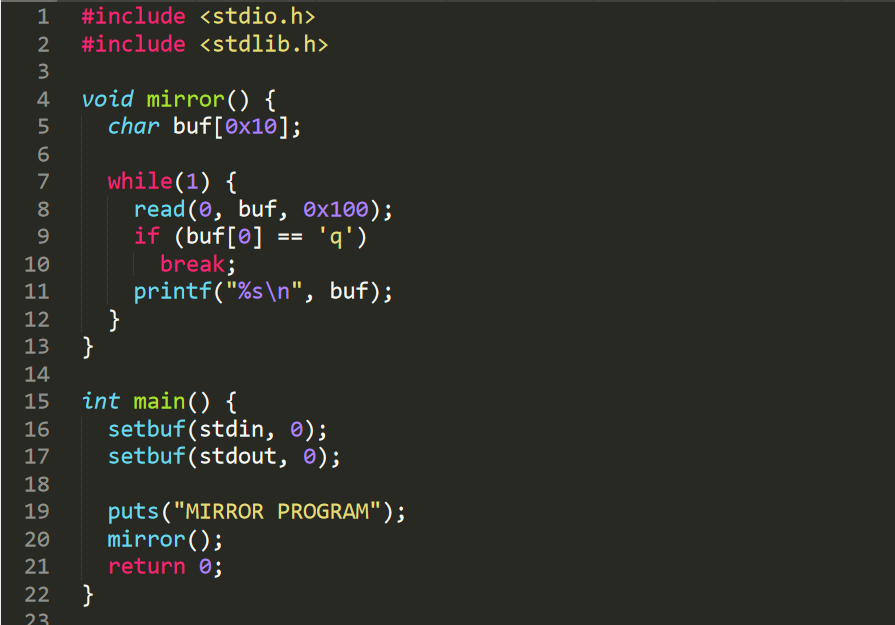 1 #include <stdio.h>
2 #include <stdlib.h>
3
4 void mirror() {
5 char buf[0x10];
6
7 while(1) {
8 read(0, buf, 0x100);
9 if (buf[0] == 'q')
10 break;
11 printf("%s\n", buf);
12 }
13 }
14
15 int main() {
16 setbuf(stdin, 0);
17 setbuf(stdout, 0);
18
19 puts("MIRROR PROGRAM");
20 mirror();
21 return 0;
22 }
23